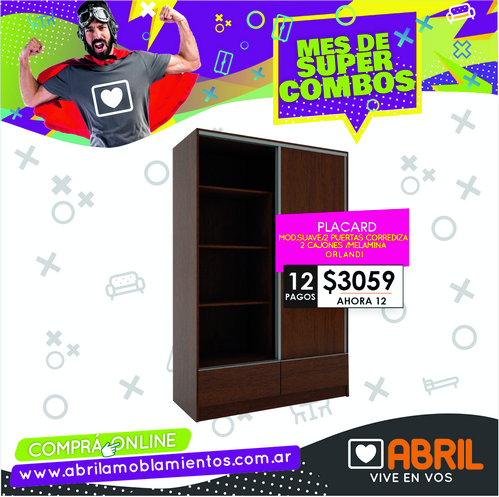 MES DE
SUPER
COMBOS
PLACARD
MOD:SUAVE/2 PUERTAS CORREDIZA
2 CAJONES /MELAMINA
ORLANDI
12
PAGOS
$3059
AHORA 12
COMPRÁ ONLINE
www.abrilamoblamientos.com.ar
ABRIL
VIVE EN VOS